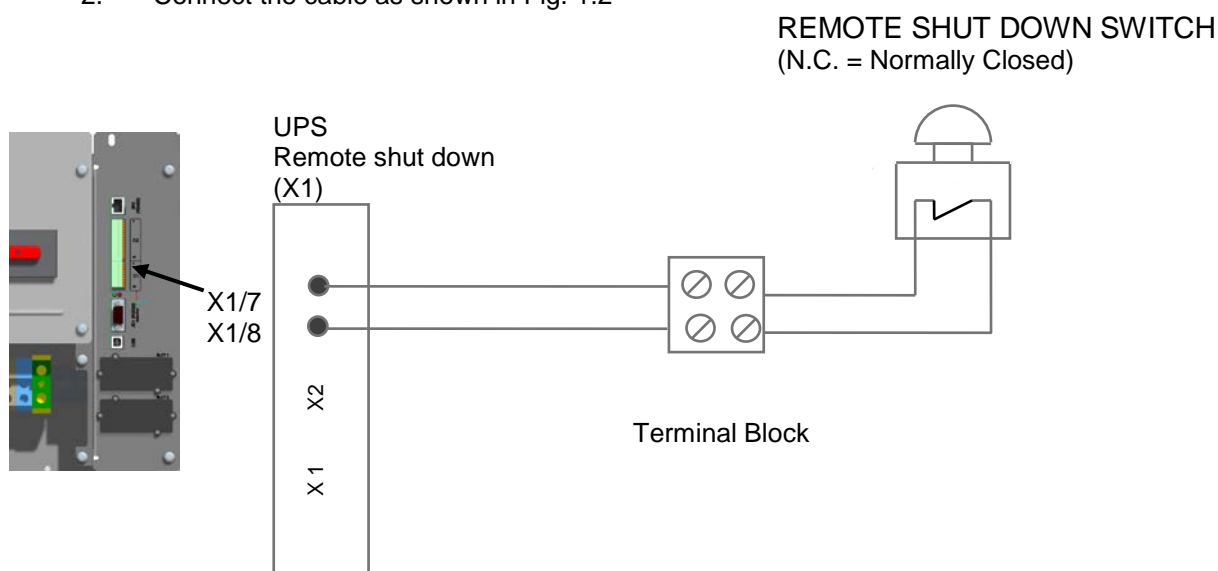 2. Connect the cable as shown in Fig. 1.2
REMOTE SHUT DOWN SWITCH
(N.C. = Normally Closed)
UPS
Remote shut down
(X1)
X1/7
X1/8
X2
X 1
Terminal Block